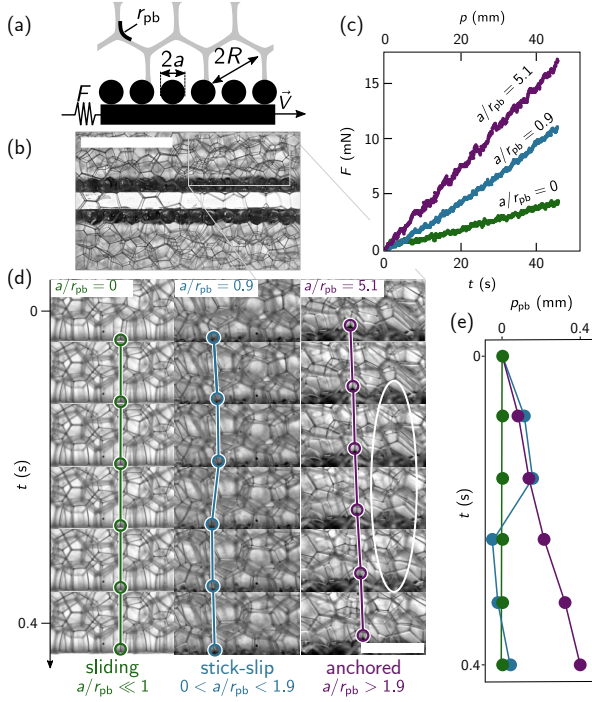 (a)
r_pb
2a
2R
F
V⃗
(b)
(c)
p (mm)
0 20 40
F (mN)
15
10
5
0
a/r_pb = 5.1
a/r_pb = 0.9
a/r_pb = 0
0 20 40
t (s)
(d)
a/r_pb = 0
a/r_pb = 0.9
a/r_pb = 5.1
0
t (s)
0.4
sliding
a/r_pb ≪ 1
stick-slip
0 < a/r_pb < 1.9
anchored
a/r_pb > 1.9
(e)
p_pb (mm)
0 0.4
0
t (s)
0.4